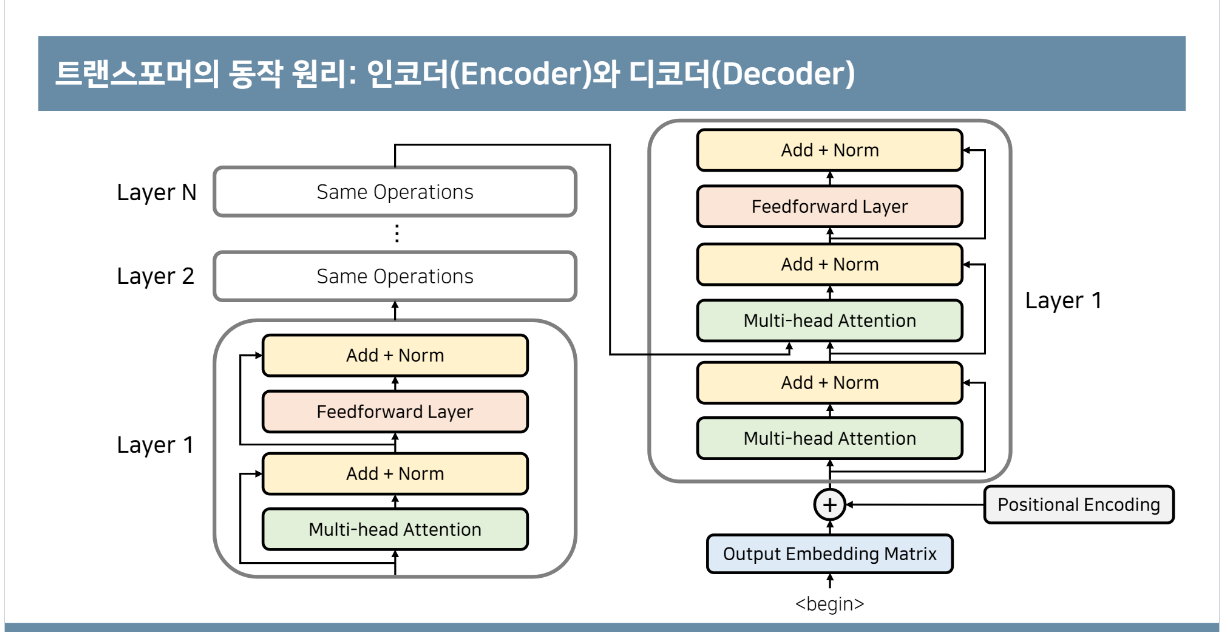 트랜스포머의 동작 원리: 인코더(Encoder)와 디코더(Decoder)
Layer N
Same Operations
⋮
Layer 2
Same Operations
Layer 1
Add + Norm
Feedforward Layer
Add + Norm
Multi-head Attention
Add + Norm
Feedforward Layer
Add + Norm
Multi-head Attention
Add + Norm
Multi-head Attention
Layer 1
+
Positional Encoding
Output Embedding Matrix
<begin>